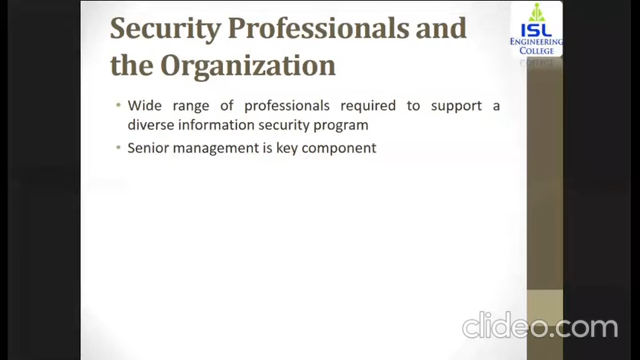 Security Professionals and
the Organization
ISL
ENGINEERING
COLLEGE
• Wide range of professionals required to support a
diverse information security program
• Senior management is key component
clideo.com